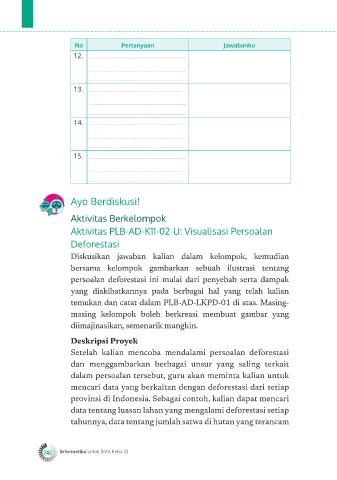 No Pertanyaan Jawabanku
12.
13.
14.
15.
Ayo Berdiskusi!
Aktivitas Berkelompok
Aktivitas PLB-AD-K11-02-U: Visualisasi Persoalan
Deforestasi
Diskusikan jawaban kalian dalam kelompok, kemudian
bersama kelompok gambarkan sebuah ilustrasi tentang
persoalan deforestasi ini mulai dari penyebab serta dampak
yang diakibatkannya pada berbagai hal yang telah kalian
temukan dan catat dalam PLB-AD-LKPD-01 di atas. Masing-
masing kelompok boleh berkreasi membuat gambar yang
diimajinasikan, semenarik mungkin.
Deskripsi Proyek
Setelah kalian mencoba mendalami persoalan deforestasi
dan menggambarkan berbagai unsur yang saling terkait
dalam persoalan tersebut, guru akan meminta kalian untuk
mencari data yang berkaitan dengan deforestasi dari setiap
provinsi di Indonesia. Sebagai contoh, kalian dapat mencari
data tentang luasan lahan yang mengalami deforestasi setiap
tahunnya, data tentang jumlah satwa di hutan yang terancam
248 Informatika untuk SMA Kelas XI